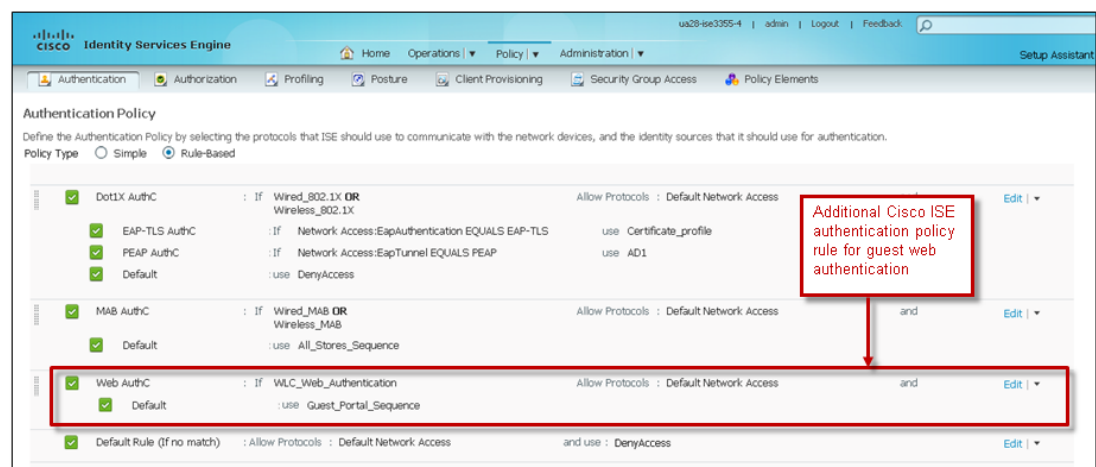 ua28-ise3355-4 | admin | Logout | Feedback
cisco Identity Services Engine
Home Operations | Policy | Administration |
Setup Assistant
Authentication Authorization Profiling Posture Client Provisioning Security Group Access Policy Elements
Authentication Policy
Define the Authentication Policy by selecting the protocols that ISE should use to communicate with the network devices, and the identity sources that it should use for authentication.
Policy Type Simple Rule-Based
Dot1X AuthC : If Wired_802.1X OR Allow Protocols : Default Network Access Edit |
Wireless_802.1X
EAP-TLS AuthC :If Network Access:EapAuthentication EQUALS EAP-TLS use Certificate_profile
PEAP AuthC :If Network Access:EapTunnel EQUALS PEAP use AD1
Default :use DenyAccess
Additional Cisco ISE
authentication policy
rule for guest web
authentication
MAB AuthC : If Wired_MAB OR Allow Protocols : Default Network Access and Edit |
Wireless_MAB
Default :use All_Stores_Sequence
Web AuthC : If WLC_Web_Authentication Allow Protocols : Default Network Access and Edit |
Default :use Guest_Portal_Sequence
Default Rule (If no match) : Allow Protocols : Default Network Access and use : DenyAccess Edit |